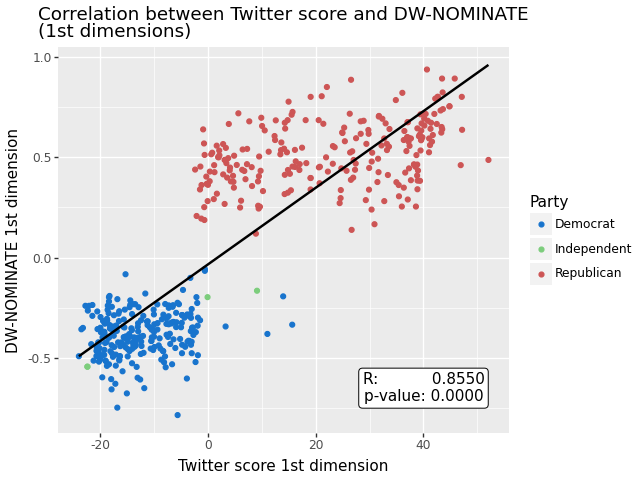 Correlation between Twitter score and DW-NOMINATE
(1st dimensions)
DW-NOMINATE 1st dimension
1.0
0.5
0.0
-0.5
-20
0
20
40
Twitter score 1st dimension
R: 0.8550
p-value: 0.0000
Party
Democrat
Independent
Republican